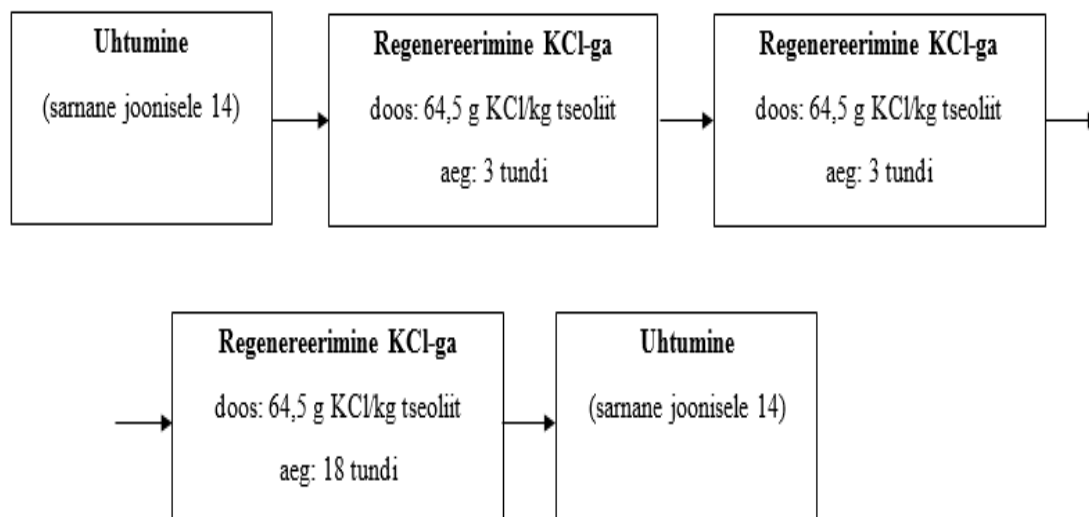 Uhtumine
(sarnane joonisele 14)
Regenereerimine KCl-ga
doos: 64,5 g KCl/kg tseoliit
aeg: 3 tundi
Regenereerimine KCl-ga
doos: 64,5 g KCl/kg tseoliit
aeg: 3 tundi
Regenereerimine KCl-ga
doos: 64,5 g KCl/kg tseoliit
aeg: 18 tundi
Uhtumine
(sarnane joonisele 14)